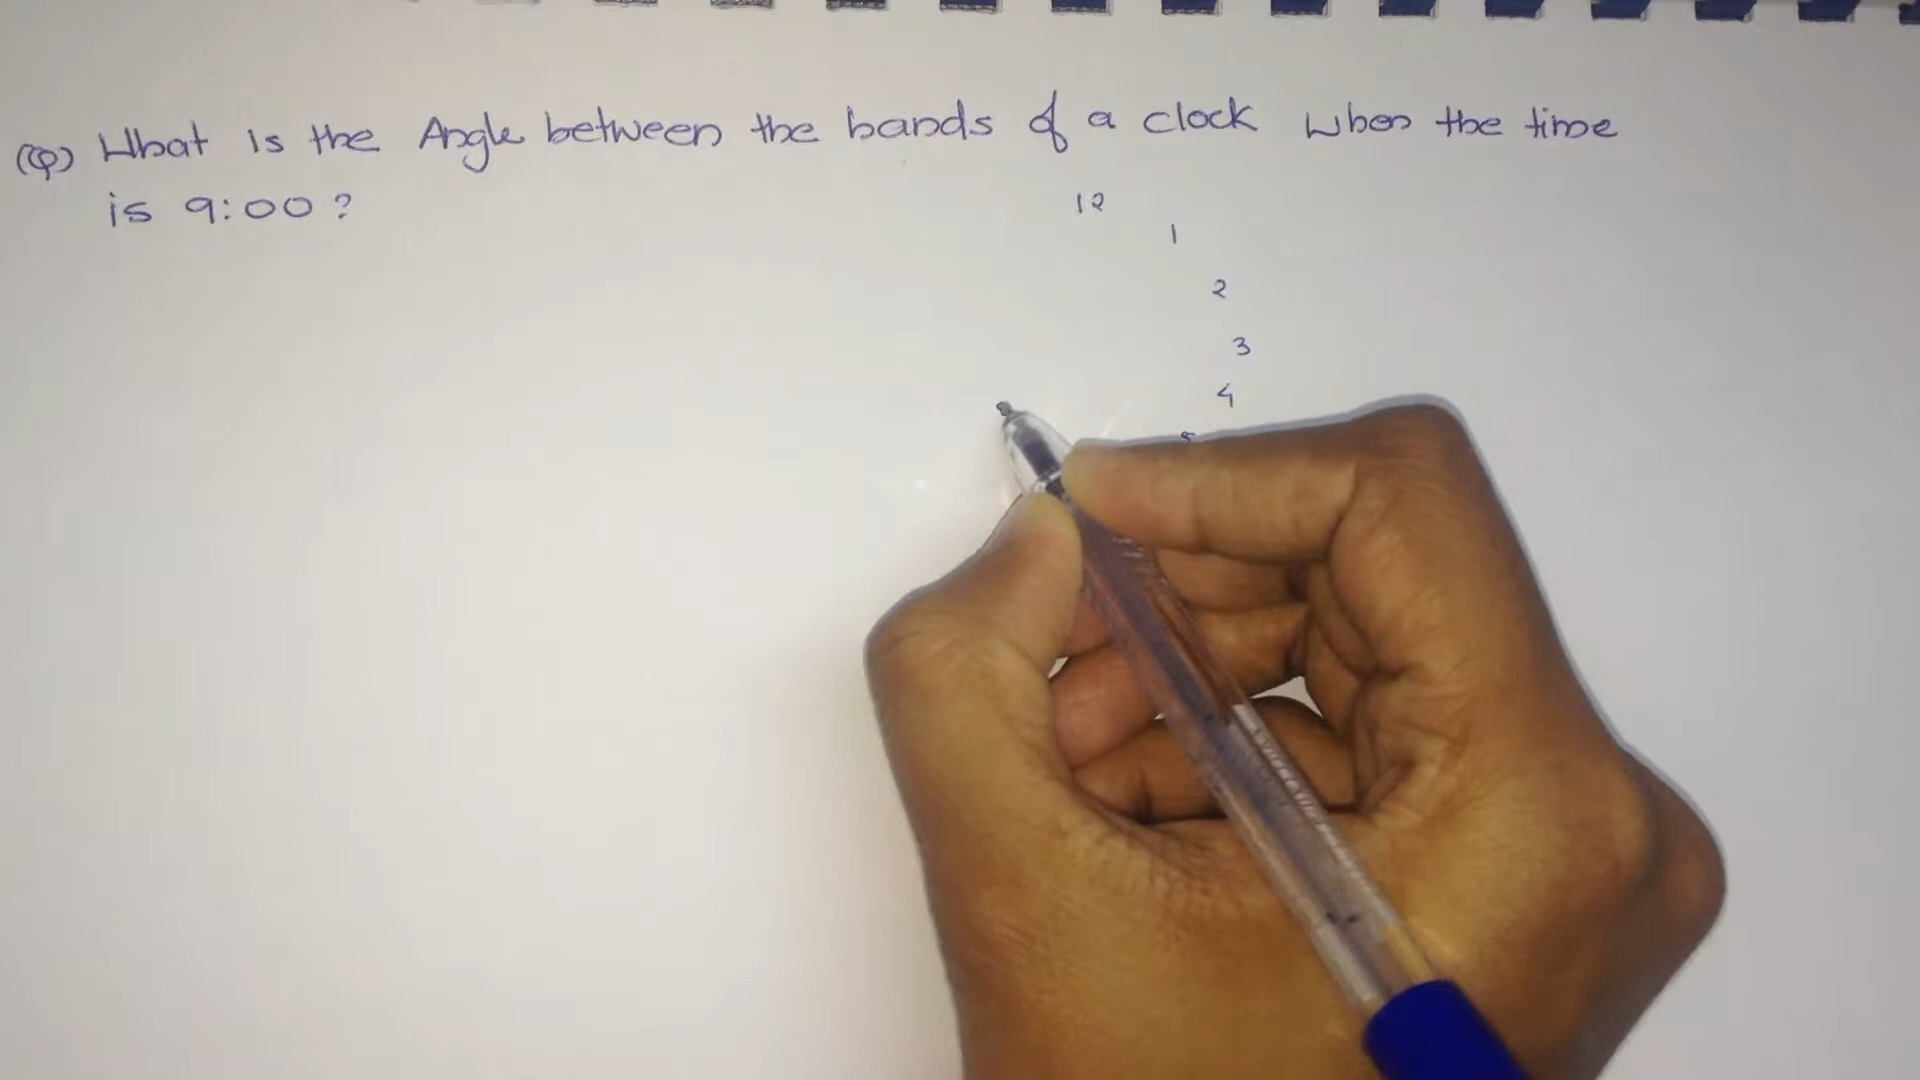 (Q) What is the Angle between the hands of a clock when the time
is 9:00?
12
1
2
3
4